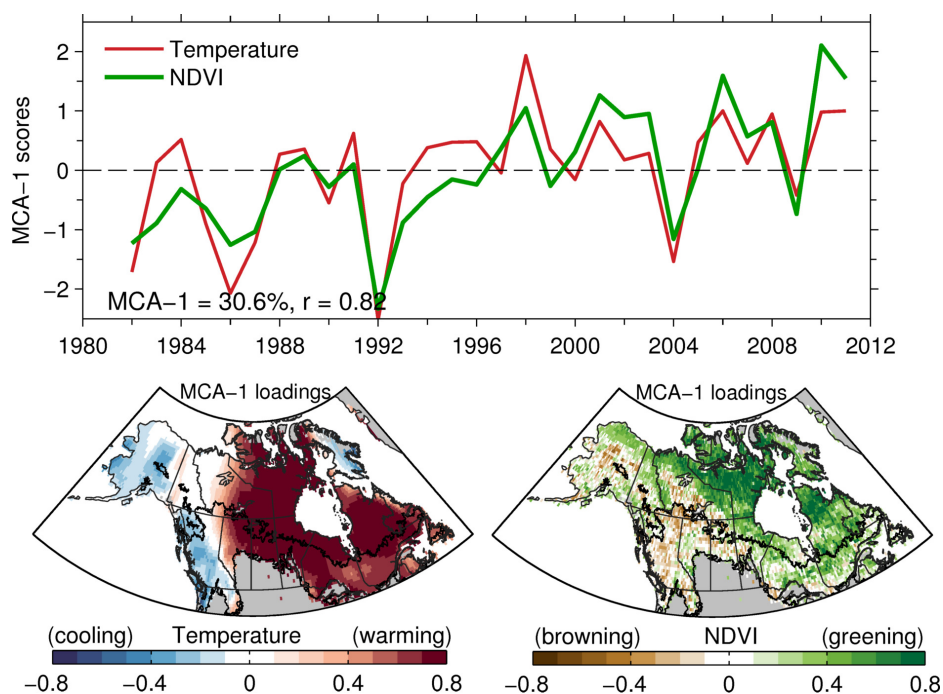 2
Temperature
NDVI
1
0
−1
−2
MCA−1 scores
MCA−1 = 30.6%, r = 0.82
1980 1984 1988 1992 1996 2000 2004 2008 2012
MCA−1 loadings MCA−1 loadings
(cooling) Temperature (warming) (browning) NDVI (greening)
−0.8 −0.4 0 0.4 0.8 −0.8 −0.4 0 0.4 0.8